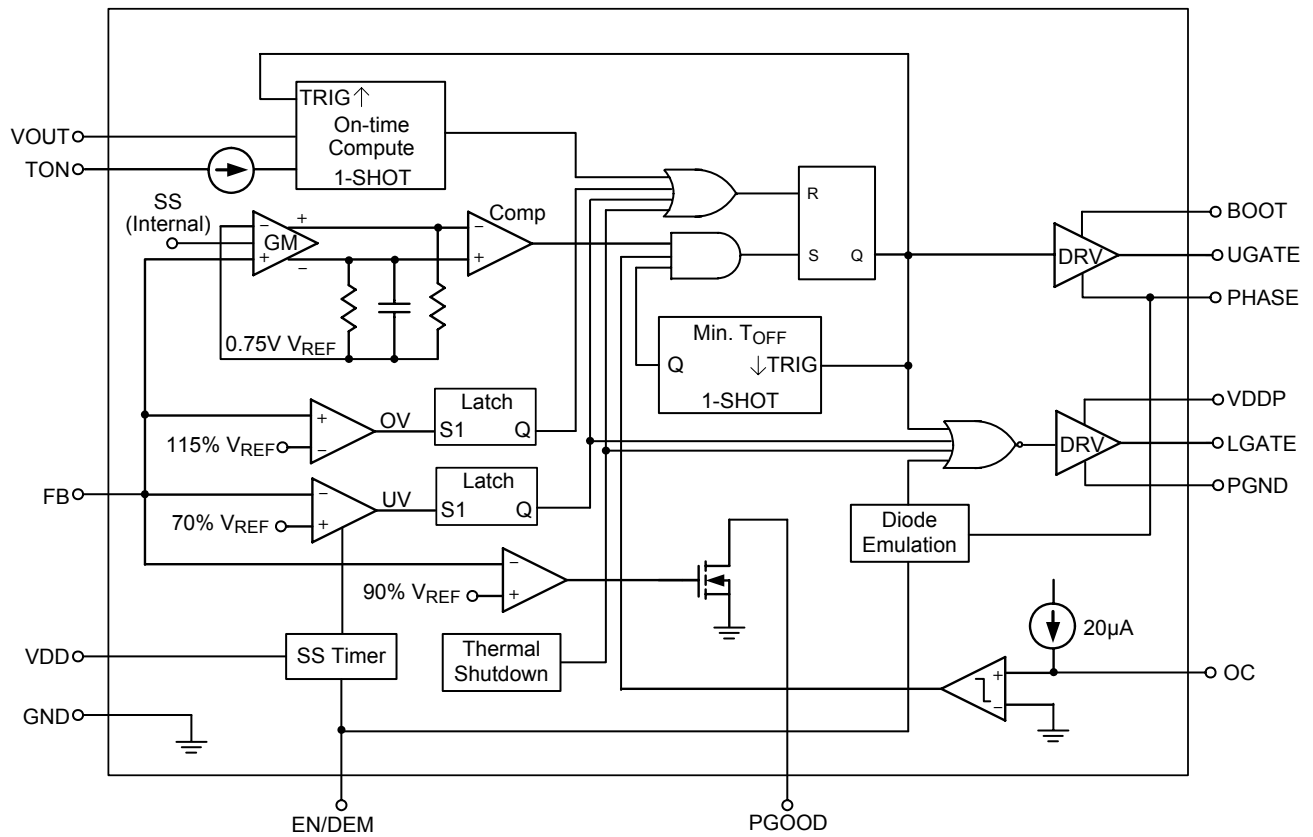 TRIG ↑
On-time
Compute
1-SHOT
VOUT
TON
SS
(Internal)
−
+
GM
+
−
0.75V VREF
Comp
−
+
R
S
Q
BOOT
DRV
UGATE
PHASE
Min. TOFF
Q
↓TRIG
1-SHOT
VDDP
DRV
LGATE
PGND
+
−
115% VREF
OV
Latch
S1
Q
FB
−
+
70% VREF
UV
Latch
S1
Q
Diode
Emulation
−
+
90% VREF
20µA
VDD
SS Timer
Thermal
Shutdown
+
−
OC
GND
EN/DEM
PGOOD